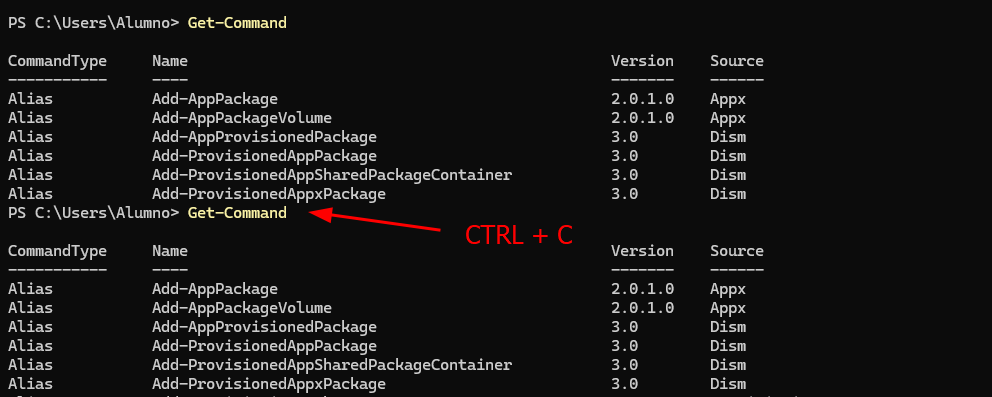 PS C:\Users\Alumno> Get-Command
CommandType Name Version Source
----------- ---- ------- ------
Alias Add-AppPackage 2.0.1.0 Appx
Alias Add-AppPackageVolume 2.0.1.0 Appx
Alias Add-AppProvisionedPackage 3.0 Dism
Alias Add-ProvisionedAppPackage 3.0 Dism
Alias Add-ProvisionedAppSharedPackageContainer 3.0 Dism
Alias Add-ProvisionedAppxPackage 3.0 Dism
PS C:\Users\Alumno> Get-Command
CTRL + C
CommandType Name Version Source
----------- ---- ------- ------
Alias Add-AppPackage 2.0.1.0 Appx
Alias Add-AppPackageVolume 2.0.1.0 Appx
Alias Add-AppProvisionedPackage 3.0 Dism
Alias Add-ProvisionedAppPackage 3.0 Dism
Alias Add-ProvisionedAppSharedPackageContainer 3.0 Dism
Alias Add-ProvisionedAppxPackage 3.0 Dism